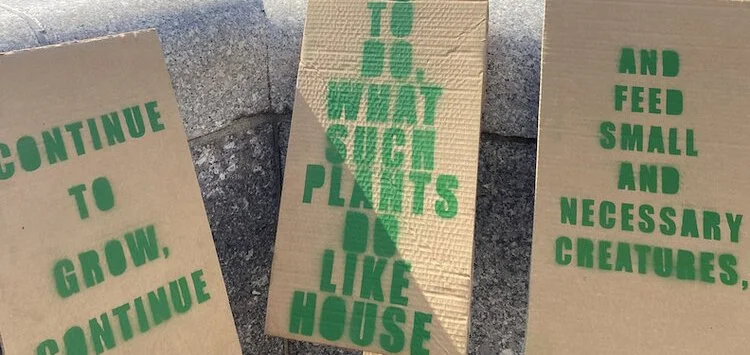 CONTINUE
TO
GROW,
CONTINUE
TO
DO,
WHAT
SUCH
PLANTS
DO
LIKE
HOUSE
AND
FEED
SMALL
AND
NECESSARY
CREATURES,